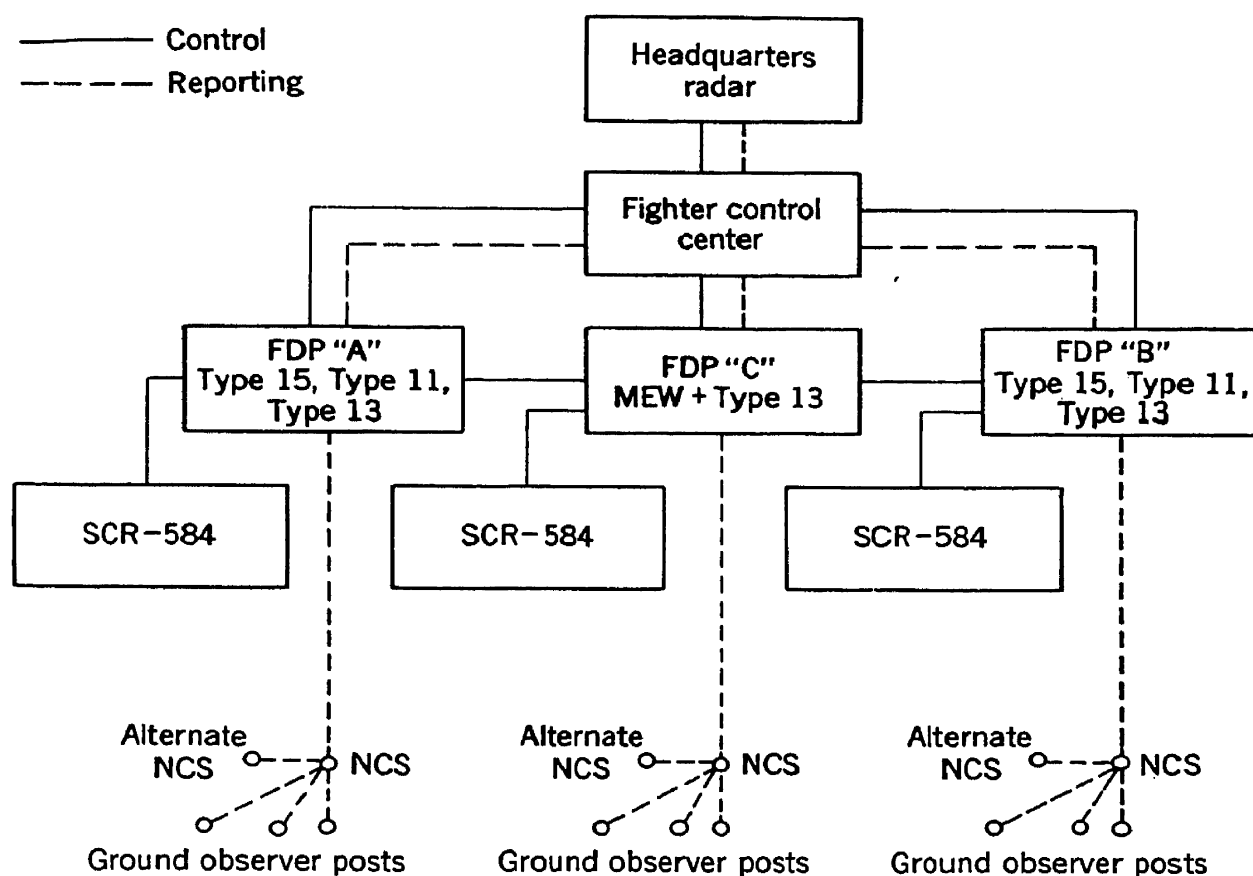 Control
Reporting
Headquarters
radar
Fighter control
center
FDP "A"
Type 15, Type 11,
Type 13
FDP "C"
MEW + Type 13
FDP "B"
Type 15, Type 11,
Type 13
SCR-584
SCR-584
SCR-584
Alternate
NCS
NCS
Ground observer posts
Alternate
NCS
NCS
Ground observer posts
Alternate
NCS
NCS
Ground observer posts